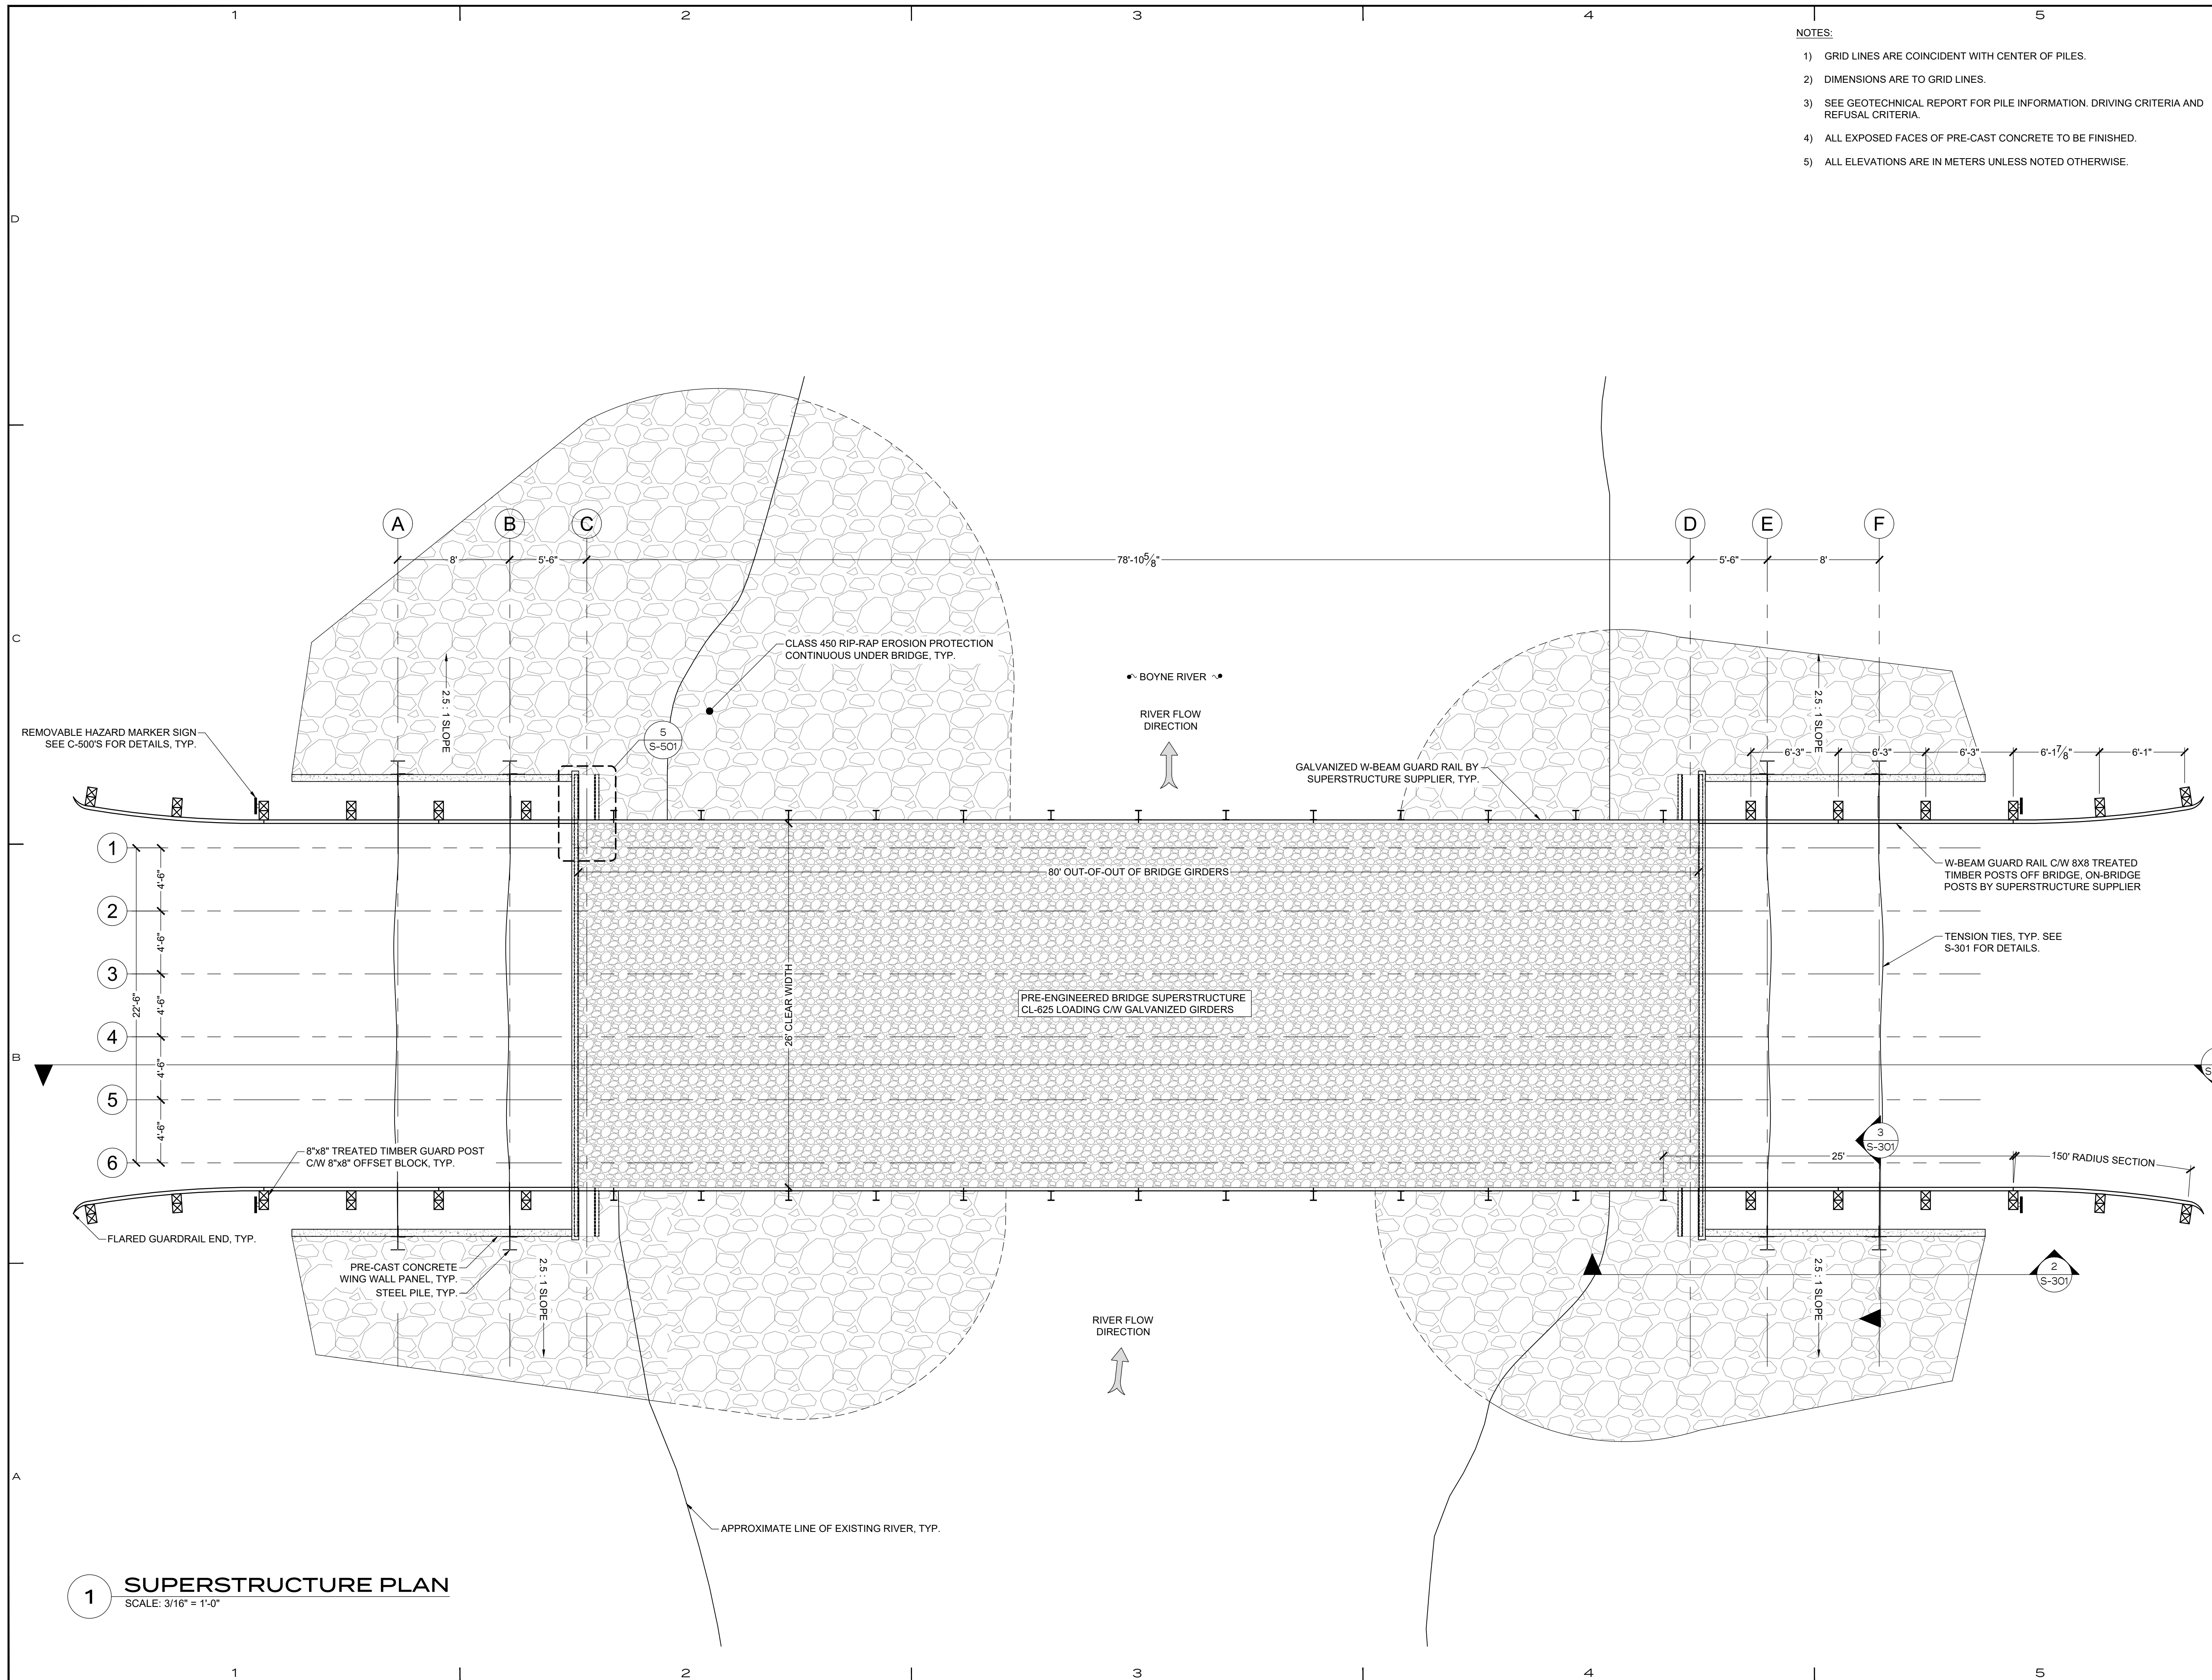 1 2 3 4 5
NOTES:
1) GRID LINES ARE COINCIDENT WITH CENTER OF PILES.
2) DIMENSIONS ARE TO GRID LINES.
3) SEE GEOTECHNICAL REPORT FOR PILE INFORMATION. DRIVING CRITERIA AND
REFUSAL CRITERIA.
4) ALL EXPOSED FACES OF PRE-CAST CONCRETE TO BE FINISHED.
5) ALL ELEVATIONS ARE IN METERS UNLESS NOTED OTHERWISE.
D
A B C D E F
8' 5'-6" 78'-10 5/8" 5'-6" 8'
C
CLASS 450 RIP-RAP EROSION PROTECTION
CONTINUOUS UNDER BRIDGE, TYP.
BOYNE RIVER
RIVER FLOW
DIRECTION
2.5 : 1 SLOPE
2.5 : 1 SLOPE
REMOVABLE HAZARD MARKER SIGN
SEE C-500'S FOR DETAILS, TYP.
5
S-501
6'-3" 6'-3" 6'-3" 6'-1 7/8" 6'-1"
GALVANIZED W-BEAM GUARD RAIL BY
SUPERSTRUCTURE SUPPLIER, TYP.
1
2
3
4
5
6
4'-6"
4'-6"
4'-6"
4'-6"
4'-6"
22'-6"
80' OUT-OF-OUT OF BRIDGE GIRDERS
26' CLEAR WIDTH
W-BEAM GUARD RAIL C/W 8X8 TREATED
TIMBER POSTS OFF BRIDGE, ON-BRIDGE
POSTS BY SUPERSTRUCTURE SUPPLIER
TENSION TIES, TYP. SEE
S-301 FOR DETAILS.
PRE-ENGINEERED BRIDGE SUPERSTRUCTURE
CL-625 LOADING C/W GALVANIZED GIRDERS
B
S
3
S-301
8"x8" TREATED TIMBER GUARD POST
C/W 8"x8" OFFSET BLOCK, TYP.
25'
150' RADIUS SECTION
FLARED GUARDRAIL END, TYP.
PRE-CAST CONCRETE
WING WALL PANEL, TYP.
STEEL PILE, TYP.
2.5 : 1 SLOPE
2.5 : 1 SLOPE
2
S-301
RIVER FLOW
DIRECTION
A
APPROXIMATE LINE OF EXISTING RIVER, TYP.
1
SUPERSTRUCTURE PLAN
SCALE: 3/16" = 1'-0"
1 2 3 4 5